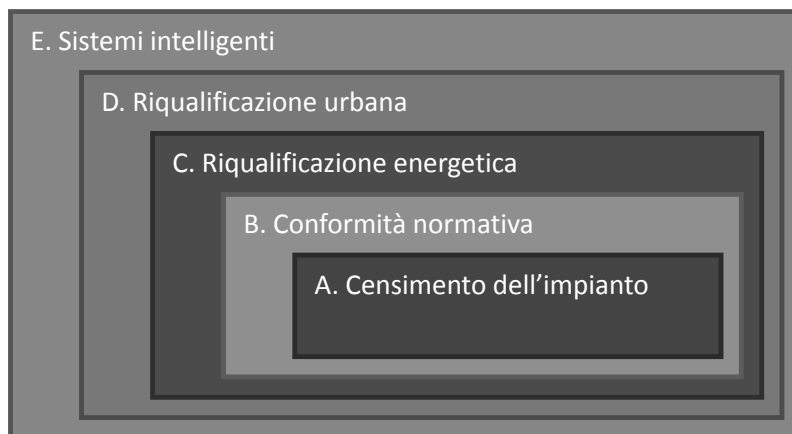 E. Sistemi intelligenti
D. Riqualificazione urbana
C. Riqualificazione energetica
B. Conformità normativa
A. Censimento dell’impianto